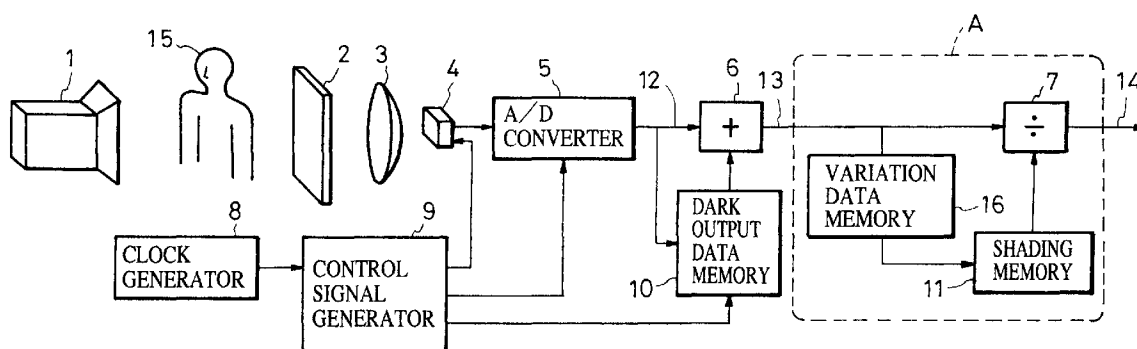 A
15
1
2
3
4
5
12
6
13
7
14
A/D
CONVERTER
+
÷
VARIATION
DATA
MEMORY
16
8
9
CLOCK
GENERATOR
CONTROL
SIGNAL
GENERATOR
DARK
OUTPUT
DATA
MEMORY
10
SHADING
MEMORY
11